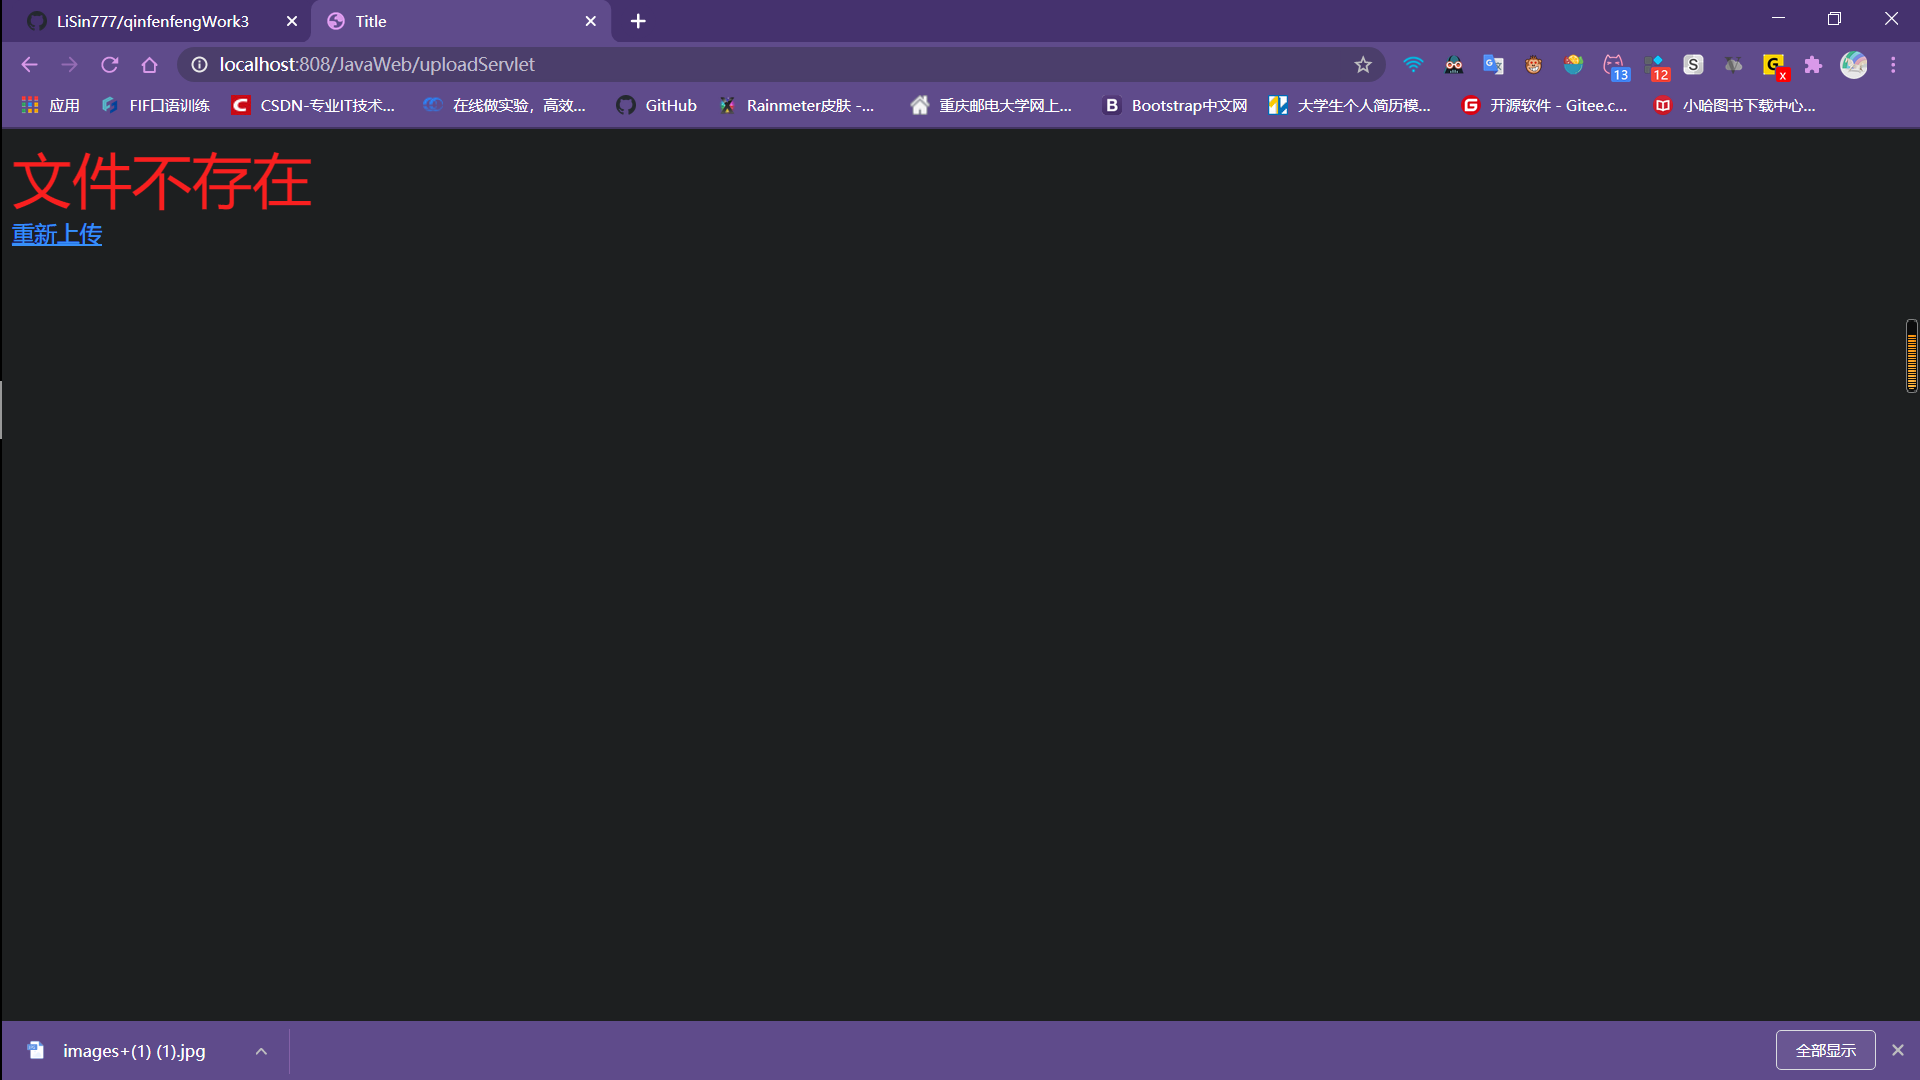 LiSin777/qinfenfengWork3
Title
localhost:808/JavaWeb/uploadServlet
13
12
S
G
x
应用
FIF口语训练
CSDN-专业IT技术...
在线做实验，高效...
GitHub
Rainmeter皮肤 -...
重庆邮电大学网上...
B
Bootstrap中文网
大学生个人简历模...
开源软件 - Gitee.c...
小哈图书下载中心...
文件不存在
重新上传
images+(1) (1).jpg
全部显示